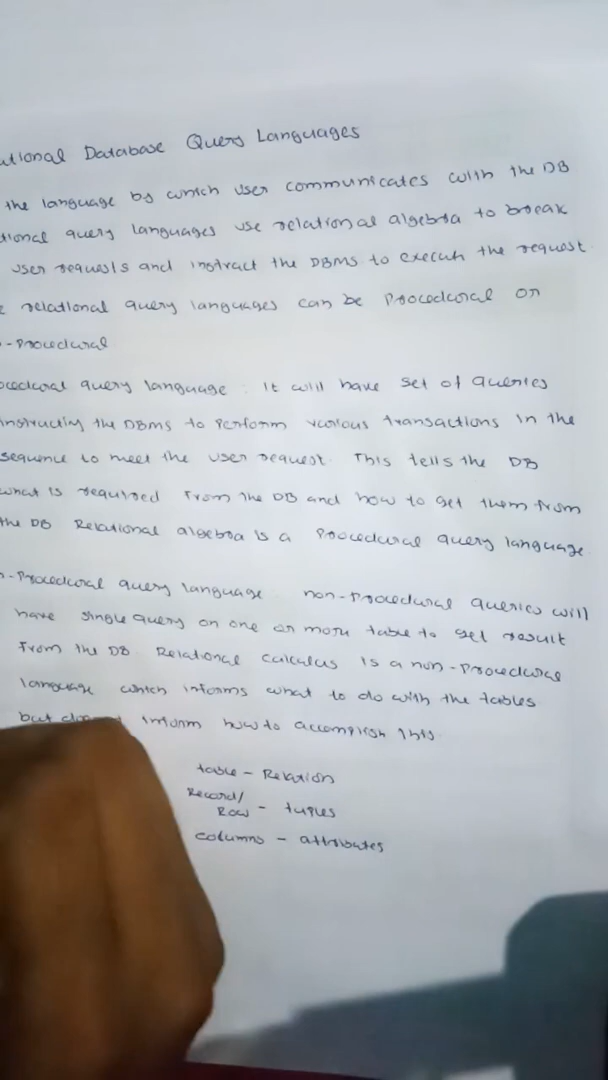 ational Database Query Languages
the language by which user communicates with the DB
tional query languages use relational algebra to break
user requests and instruct the DBMS to execute the request
relational query languages can be Procedural or
-Procedural
ocedural query language : It will have set of queries
instructing the DBMS to Perform various transactions in the
sequence to meet the user request. This tells the DB
what is required from the DB and how to get them from
the DB Relational algebra is a Procedural query language.
-Procedural query language non-Procedural queries will
have single query on one or more table to get result
From the DB. Relational calculus is a non-Procedural
language which informs what to do with the tables
but inform how to accomplish this.
table - Relation
Record/
Row - tuples
columns - attributes